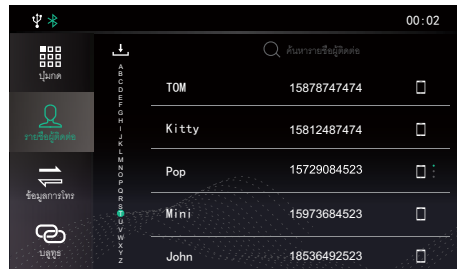 00:02
ปุ่มกด
รายชื่อผู้ติดต่อ
ข้อมูลการโทร
บลูทูธ
A
B
C
D
E
F
G
H
I
J
K
L
M
N
O
P
Q
R
S
T
U
V
W
X
Y
Z
ค้นหารายชื่อผู้ติดต่อ
TOM 15878747474
Kitty 15812487474
Pop 15729084523
Mini 15973684523
John 18536492523